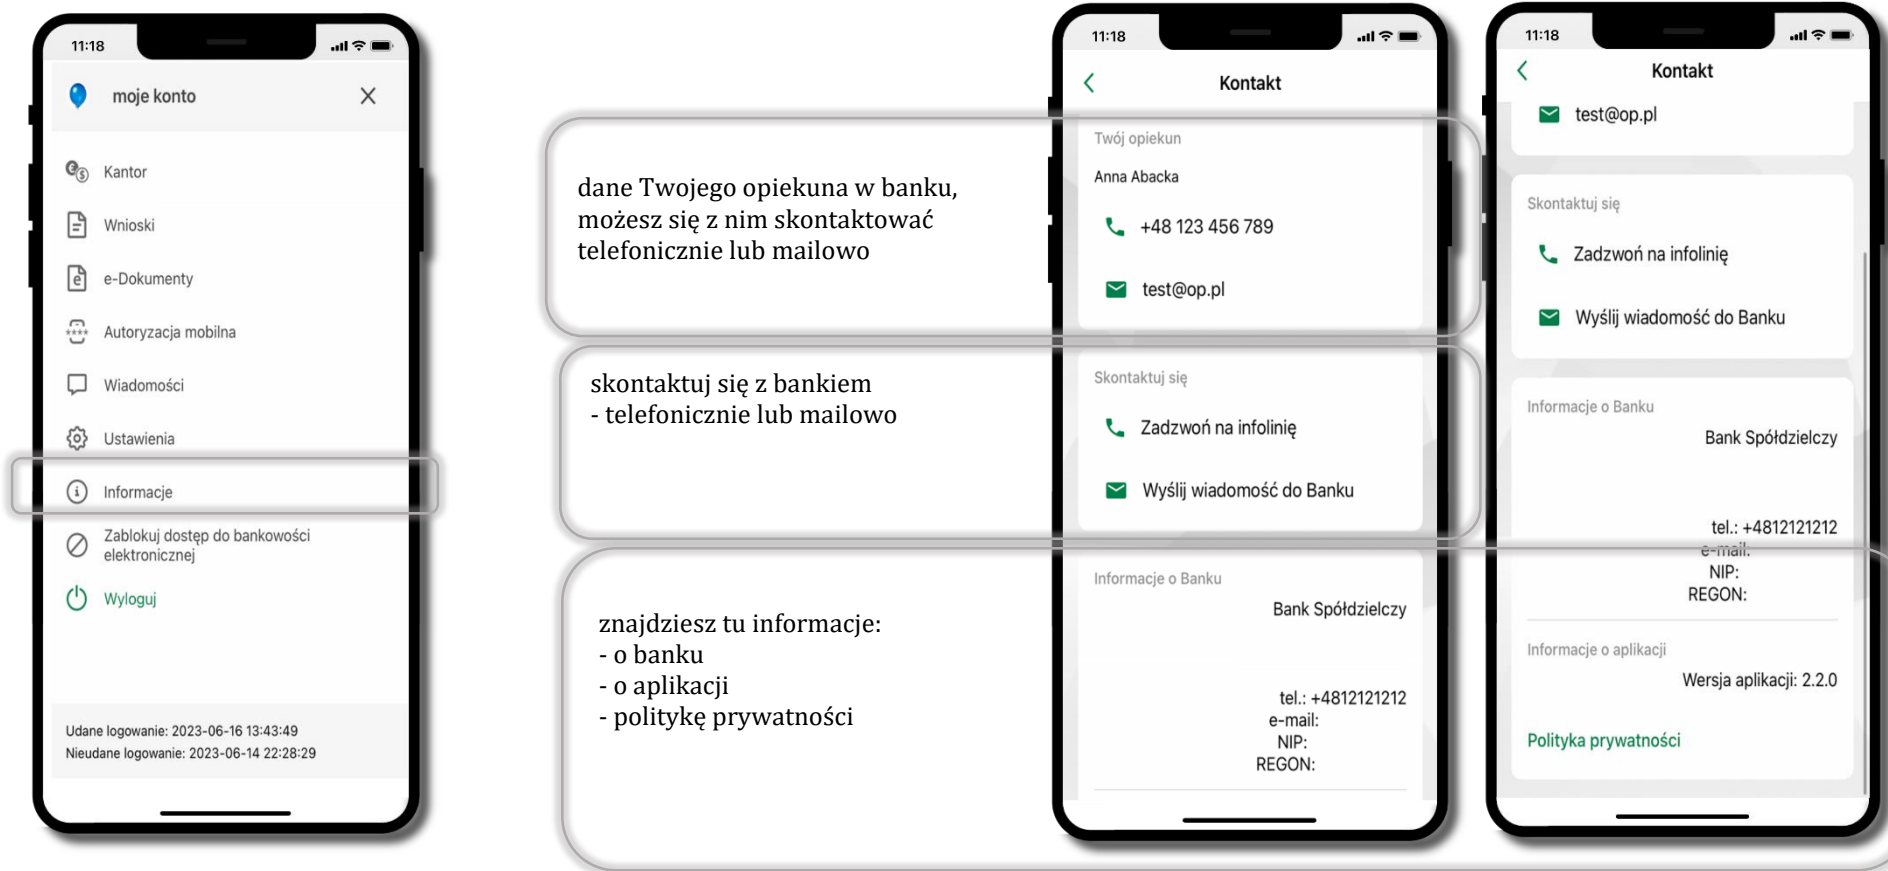 11:18
moje konto
Kantor
Wnioski
e-Dokumenty
Autoryzacja mobilna
Wiadomości
Ustawienia
Informacje
Zablokuj dostęp do bankowości
elektronicznej
Wyloguj
Udane logowanie: 2023-06-16 13:43:49
Nieudane logowanie: 2023-06-14 22:28:29
dane Twojego opiekuna w banku,
możesz się z nim skontaktować
telefonicznie lub mailowo
skontaktuj się z bankiem
- telefonicznie lub mailowo
znajdziesz tu informacje:
- o banku
- o aplikacji
- politykę prywatności
11:18
Kontakt
Twój opiekun
Anna Abacka
+48 123 456 789
test@op.pl
Skontaktuj się
Zadzwoń na infolinię
Wyślij wiadomość do Banku
Informacje o Banku
Bank Spółdzielczy
tel.: +4812121212
e-mail:
NIP:
REGON:
11:18
Kontakt
test@op.pl
Skontaktuj się
Zadzwoń na infolinię
Wyślij wiadomość do Banku
Informacje o Banku
Bank Spółdzielczy
tel.: +4812121212
e-mail:
NIP:
REGON:
Informacje o aplikacji
Wersja aplikacji: 2.2.0
Polityka prywatności